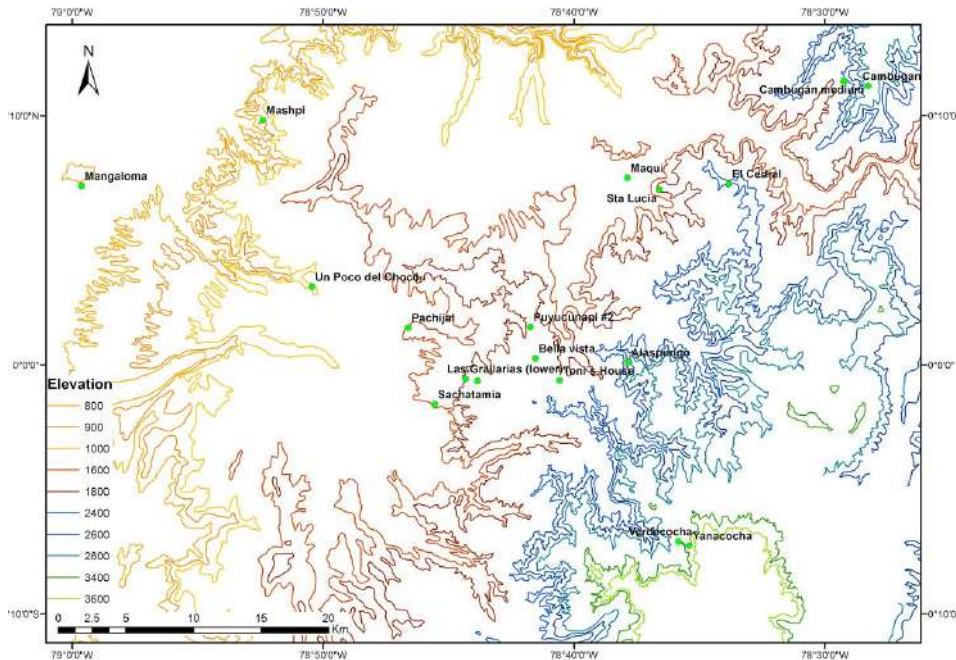 79°0'0"W
78°50'0"W
78°40'0"W
78°30'0"W
N
Cambugan
Cambugan medium
Mashpi
0°10'0"N
0°10'0"
Mangaloma
Maqui
El Cedral
Sta Lucia
Un Poco del Choco
Pachijal
Puyucunapi #2
Bella vista
Alaspungo
0°0'0"
0°0'0"
Las Grallarias (lower)
Toni's House
Sachatamia
Elevation
800
900
1000
1600
1800
2400
2600
2800
3400
3600
Verdecocha
Yanacocha
°10'0"S
0°10'0"
0 2.5 5 10 15 20
Km
79°0'0"W
78°50'0"W
78°40'0"W
78°30'0"W